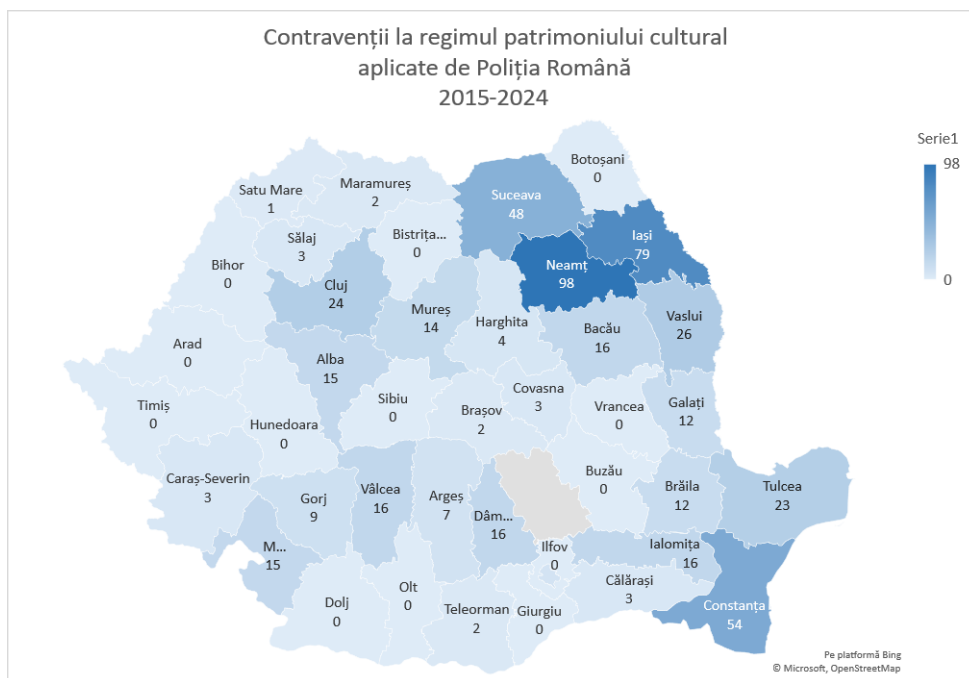 Contravenții la regimul patrimoniului cultural
aplicate de Poliția Română
2015-2024
Serie1
98
0
Botoșani
0
Satu Mare
1
Maramureș
2
Suceava
48
Iași
79
Sălaj
3
Bistrița...
0
Neamț
98
Bihor
0
Cluj
24
Mureș
14
Harghita
4
Bacău
16
Vaslui
26
Arad
0
Alba
15
Timiș
0
Hunedoara
0
Sibiu
0
Brașov
2
Covasna
3
Vrancea
0
Galați
12
Caraș-Severin
3
Gorj
9
Vâlcea
16
Argeș
7
Dâm...
16
Buzău
0
Brăila
12
Tulcea
23
M...
15
Ilfov
0
Ialomița
16
Dolj
0
Olt
0
Teleorman
2
Giurgiu
0
Călărași
3
Constanța
54
Pe platformă Bing
© Microsoft, OpenStreetMap